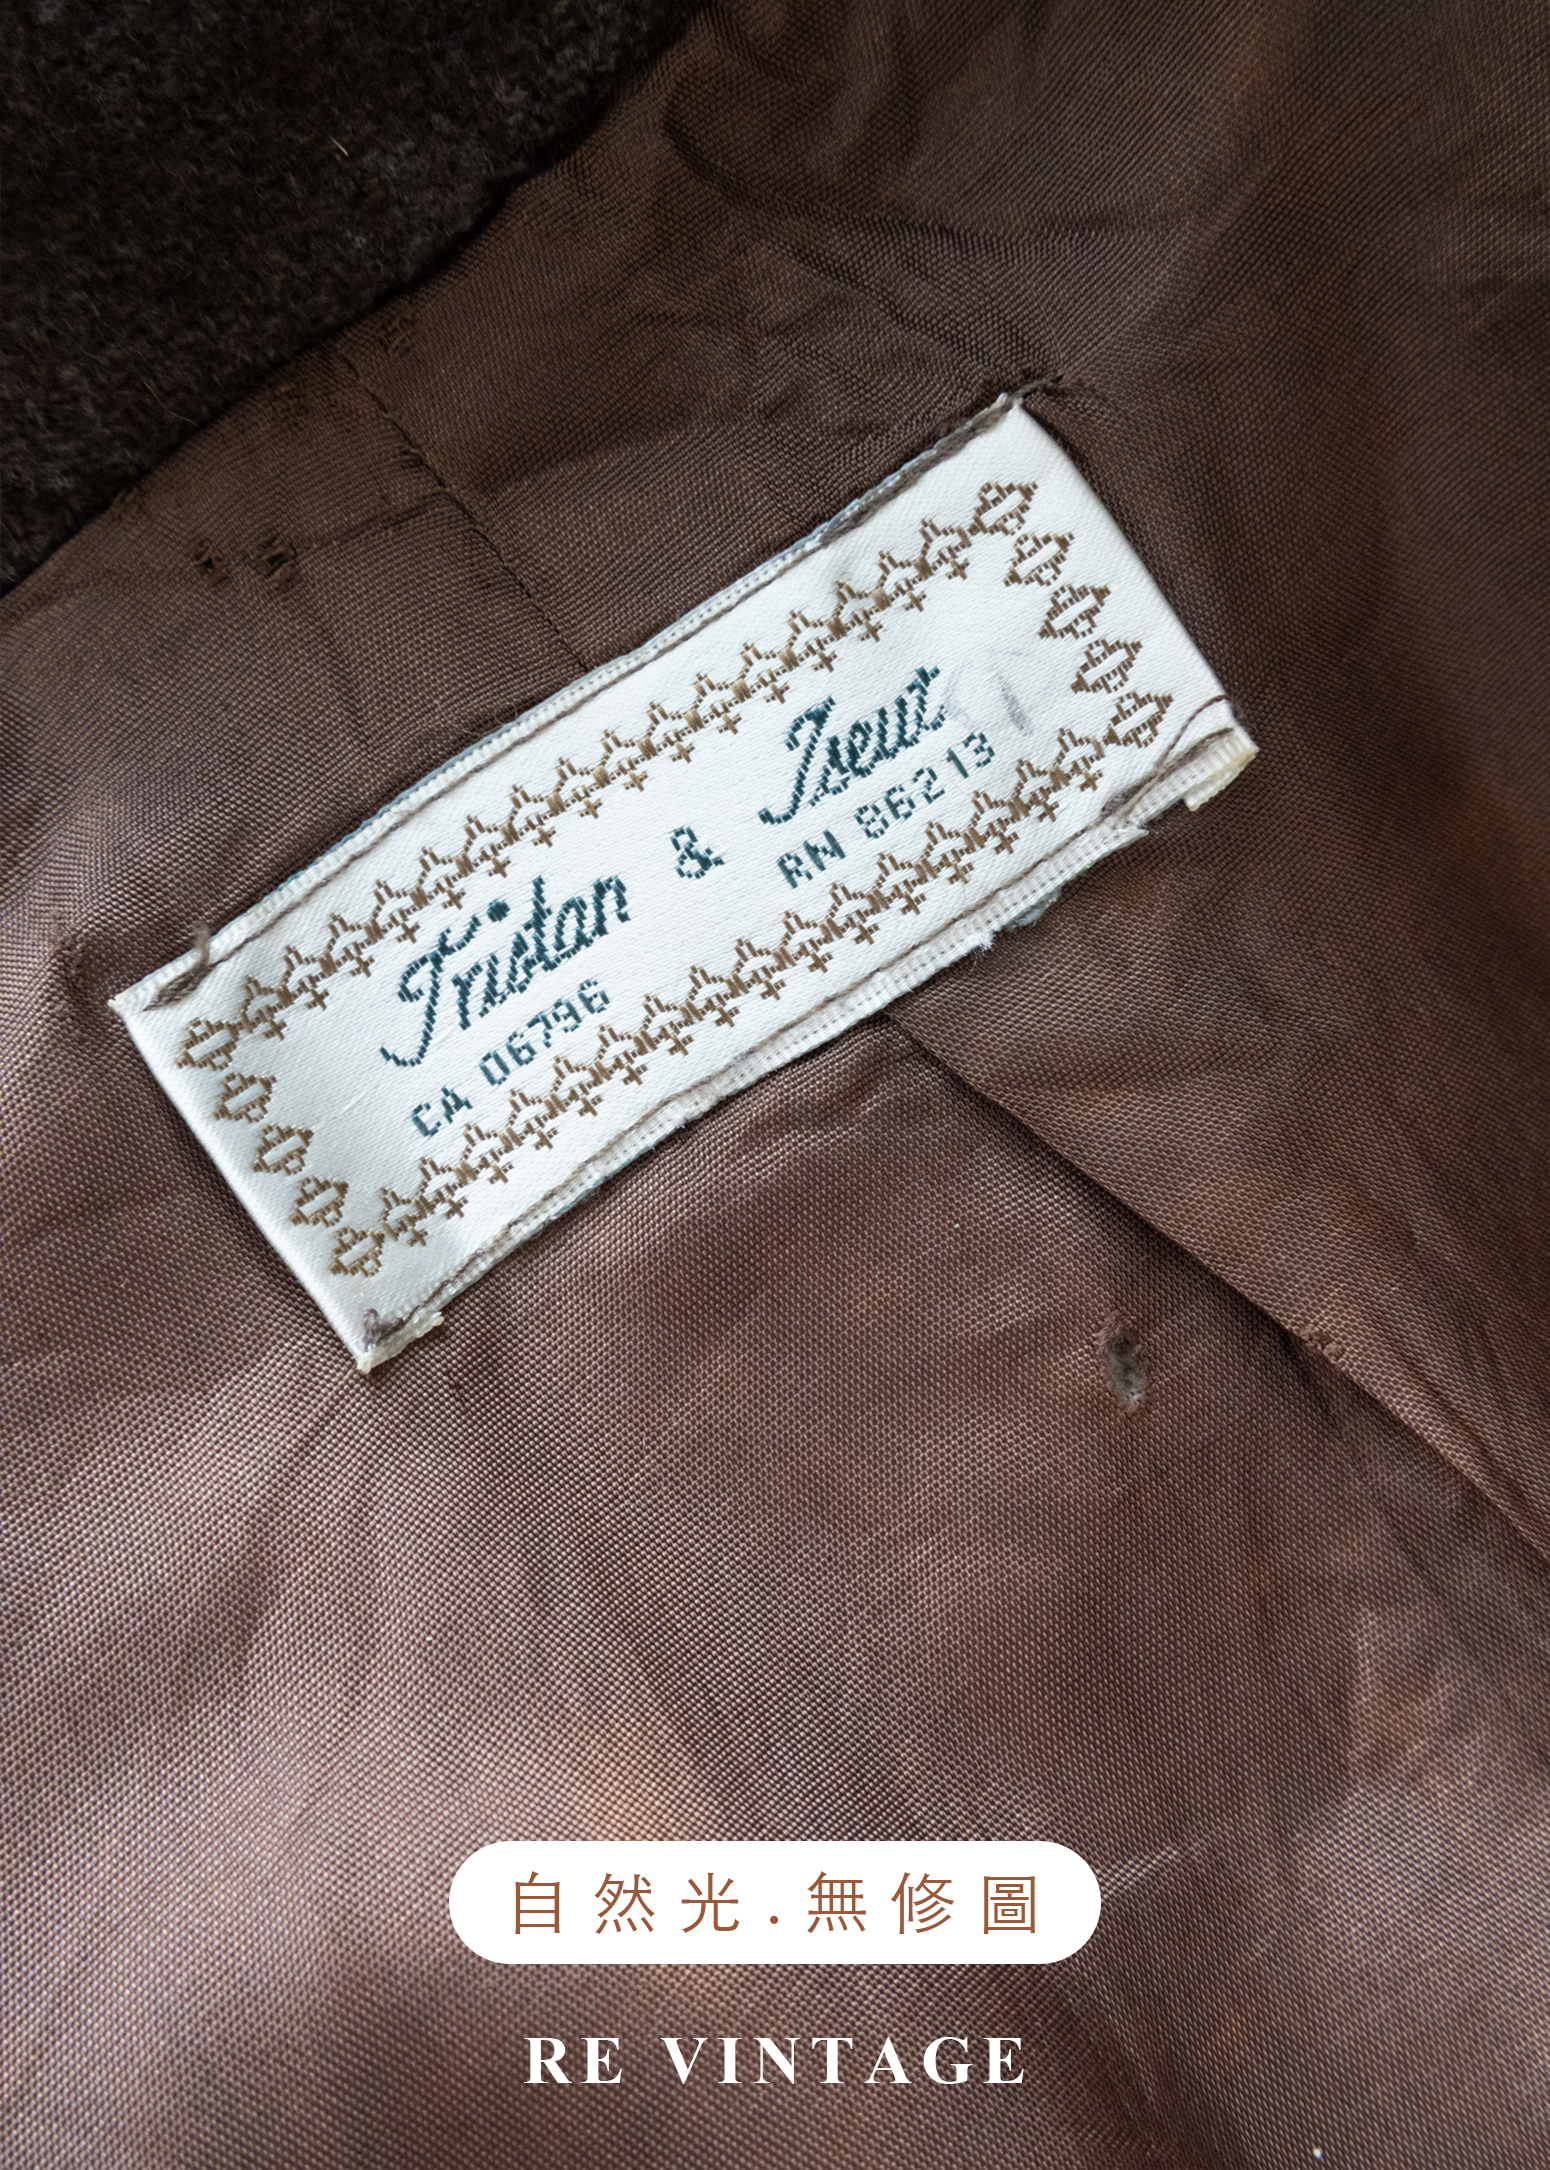 Tristan & Iseut
CA 06796 RN 86213
自然光.無修圖
RE VINTAGE